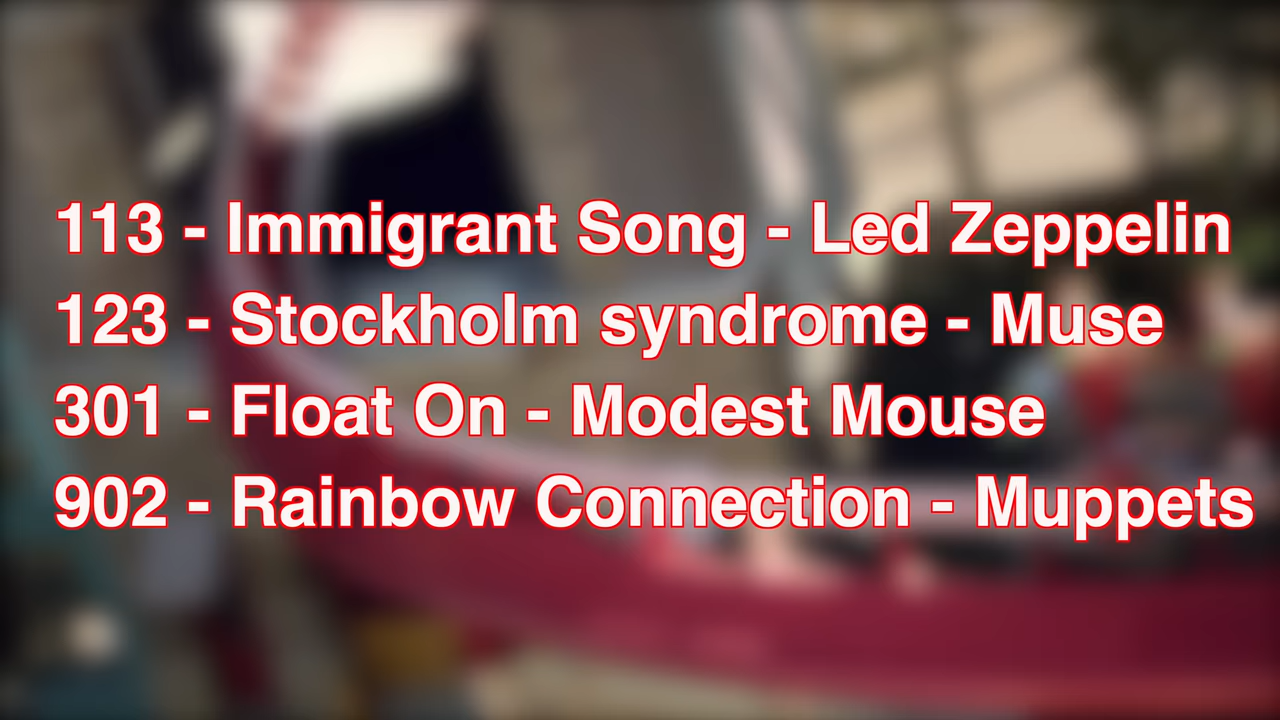 113 - Immigrant Song - Led Zeppelin
123 - Stockholm syndrome - Muse
301 - Float On - Modest Mouse
902 - Rainbow Connection - Muppets